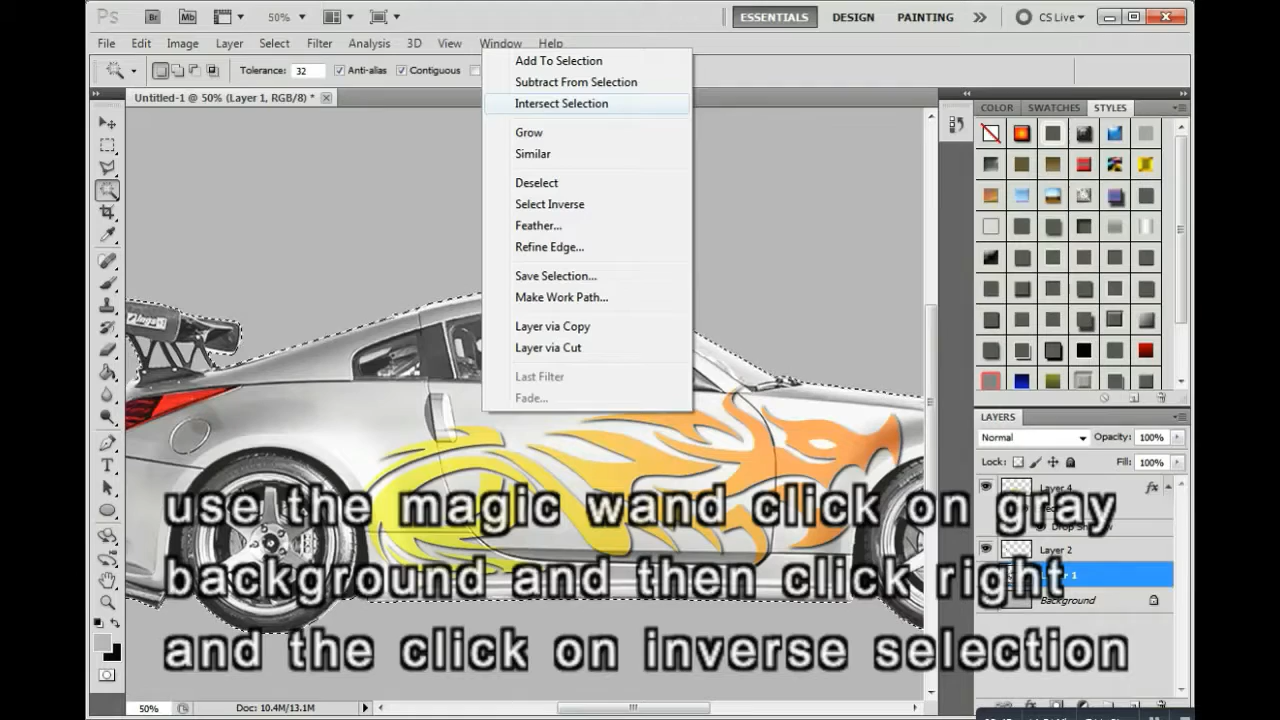 Ps Br Mb 50% ESSENTIALS DESIGN PAINTING CS Live
File Edit Image Layer Select Filter Analysis 3D View Window Help
Tolerance: 32 Anti-alias Contiguous
Untitled-1 @ 50% (Layer 1, RGB/8) *
Add To Selection
Subtract From Selection
Intersect Selection
Grow
Similar
Deselect
Select Inverse
Feather...
Refine Edge...
Save Selection...
Make Work Path...
Layer via Copy
Layer via Cut
Last Filter
Fade...
COLOR SWATCHES STYLES
LAYERS
Normal Opacity: 100%
Lock: Fill: 100%
Layer 4 fx
Layer 2
Background
use the magic wand click on gray
background and then click right
and the click on inverse selection
50% Doc: 10.4M/13.1M